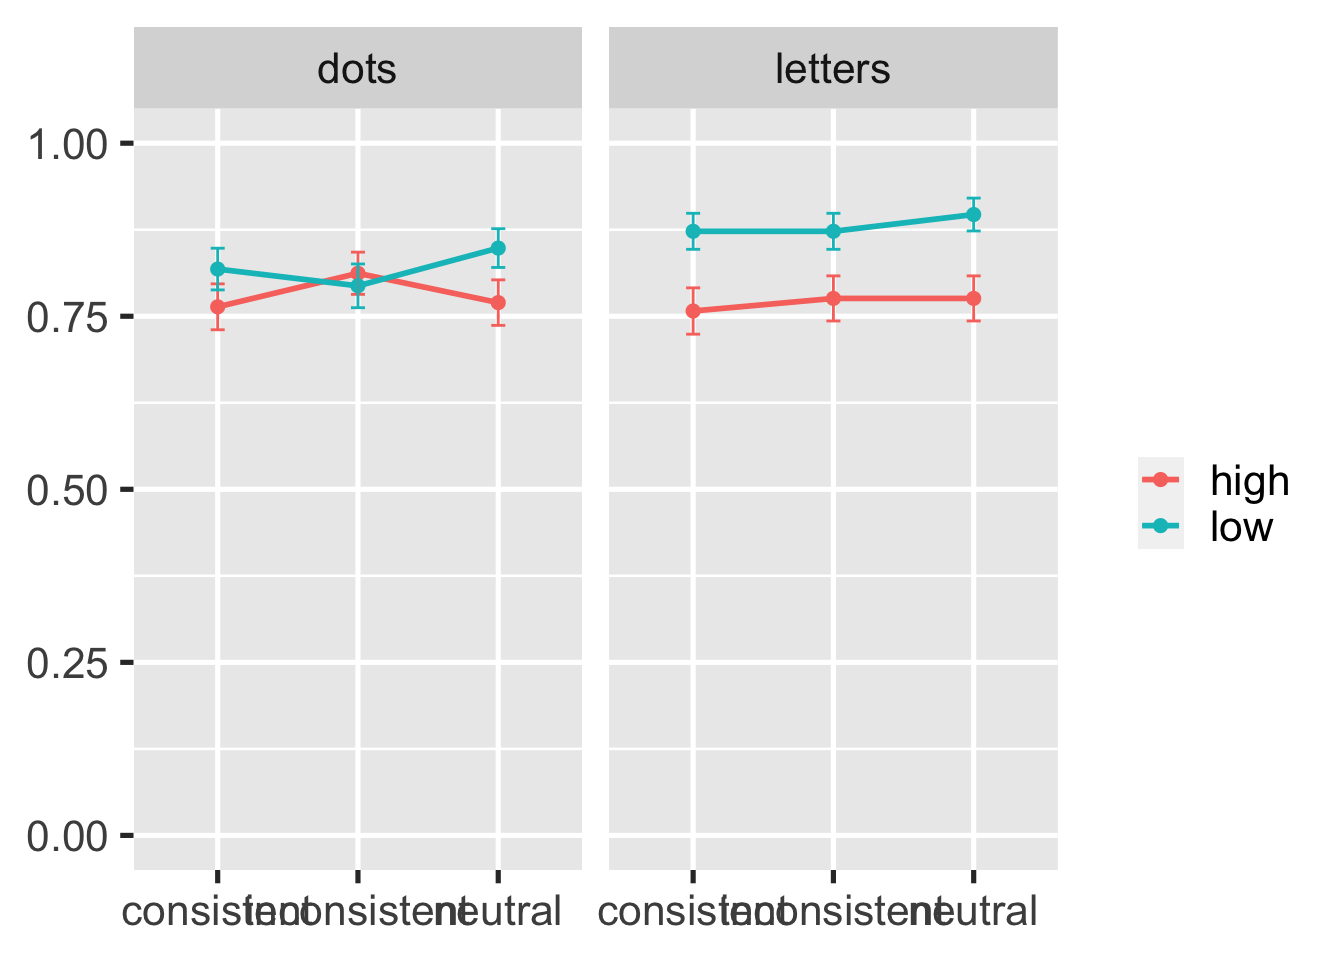 dots
letters
1.00
0.75
0.50
0.25
0.00
consistent inconsistent neutral
consistent inconsistent neutral
high
low